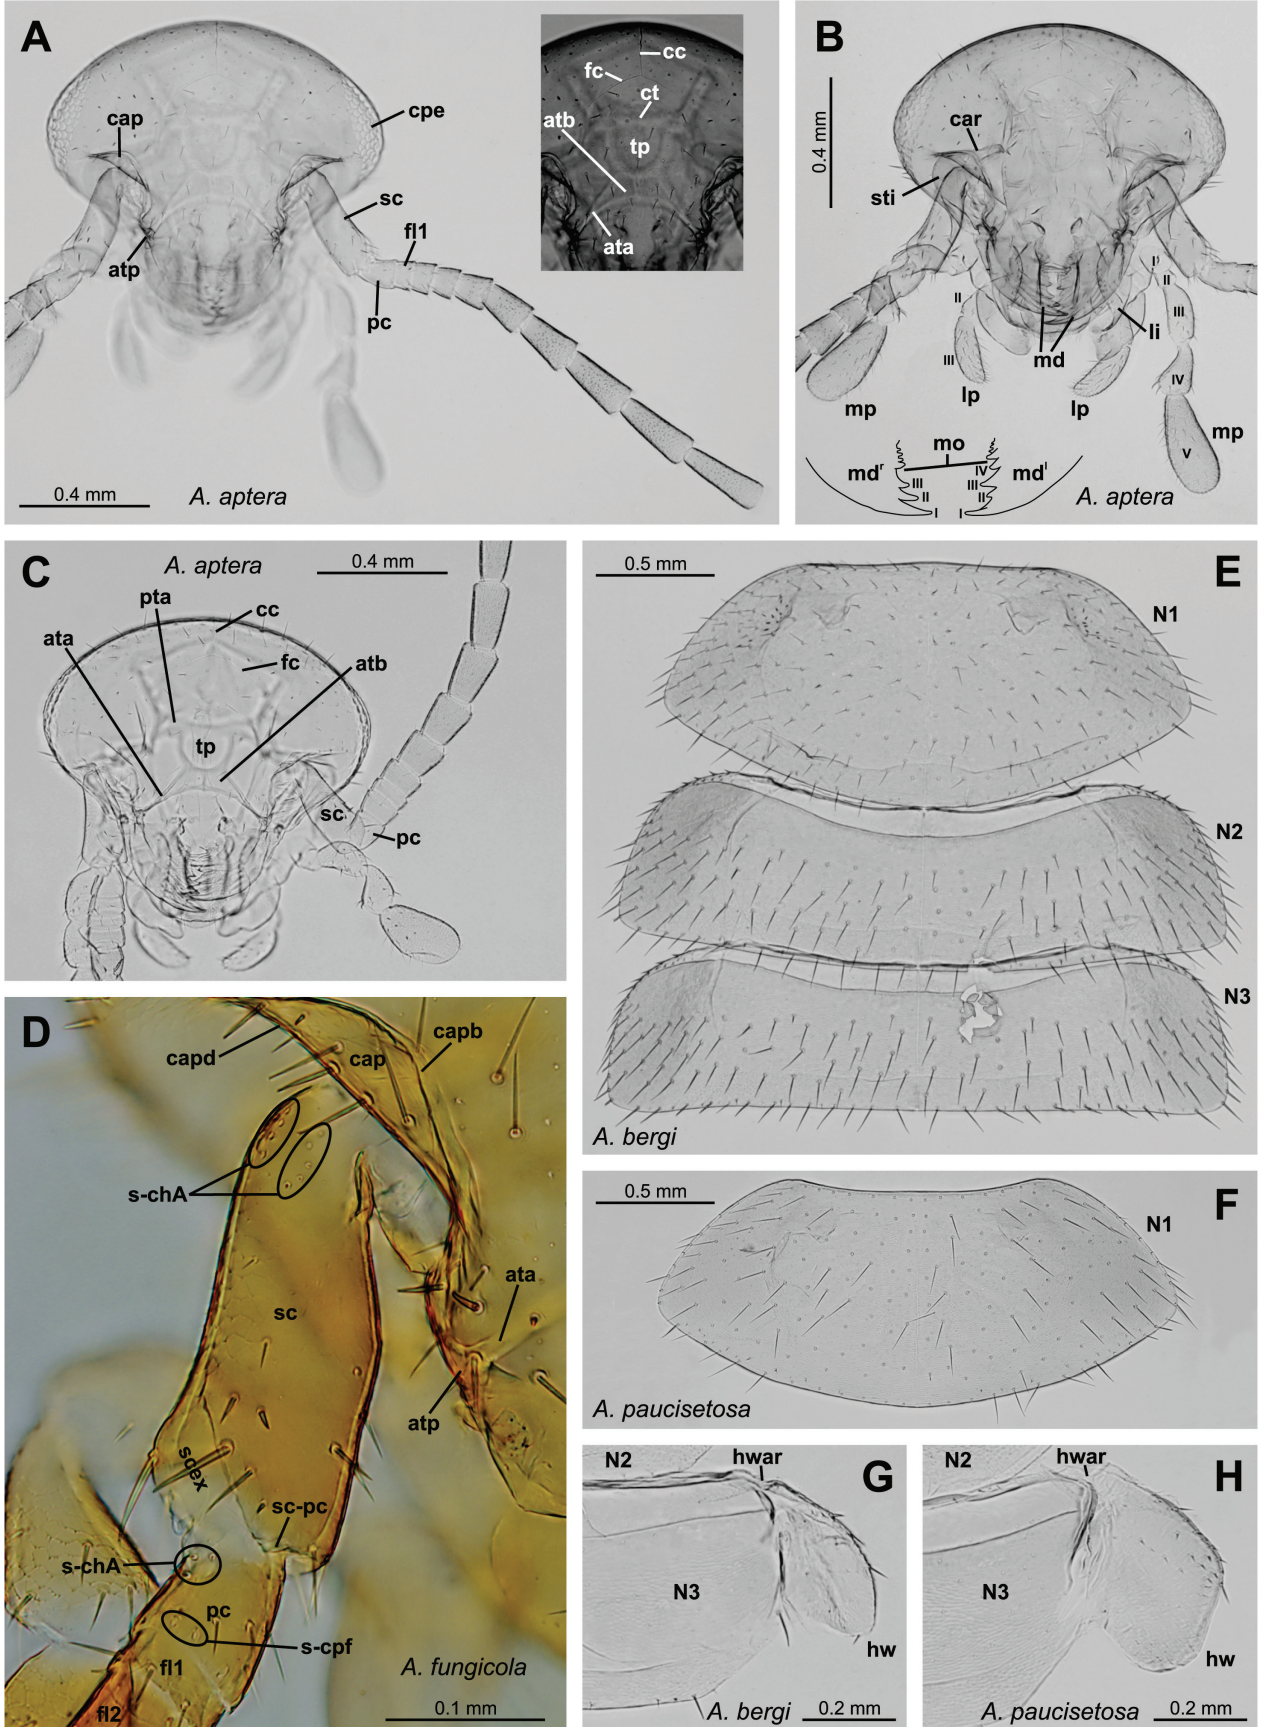 A
cap
cpe
sc
fl1
atp
pc
0.4 mm
A. aptera
cc
fc
ct
atb
tp
ata
B
0.4 mm
car
sti
I
II
II
III
III
li
md
IV
lp
lp
mp
mp
V
mo
md^r
md^l
IV
III
III
II
II
I
I
A. aptera
C
A. aptera
0.4 mm
pta
cc
ata
fc
atb
tp
sc
pc
D
capd
cap
capb
s-chA
sc
ata
atp
scex
sc-pc
s-chA
pc
s-cpf
fl1
fl2
A. fungicola
0.1 mm
0.5 mm
E
N1
N2
N3
A. bergi
0.5 mm
F
N1
A. paucisetosa
N2
hwar
G
N3
hw
A. bergi
0.2 mm
N2
hwar
H
N3
hw
A. paucisetosa
0.2 mm